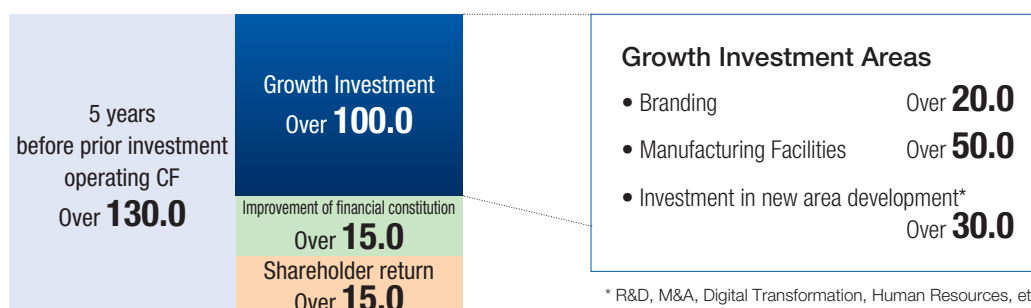 5 years
before prior investment
operating CF
Over 130.0
Growth Investment
Over 100.0
Improvement of financial constitution
Over 15.0
Shareholder return
Over 15.0
Growth Investment Areas
• Branding Over 20.0
• Manufacturing Facilities Over 50.0
• Investment in new area development*
Over 30.0
* R&D, M&A, Digital Transformation, Human Resources,